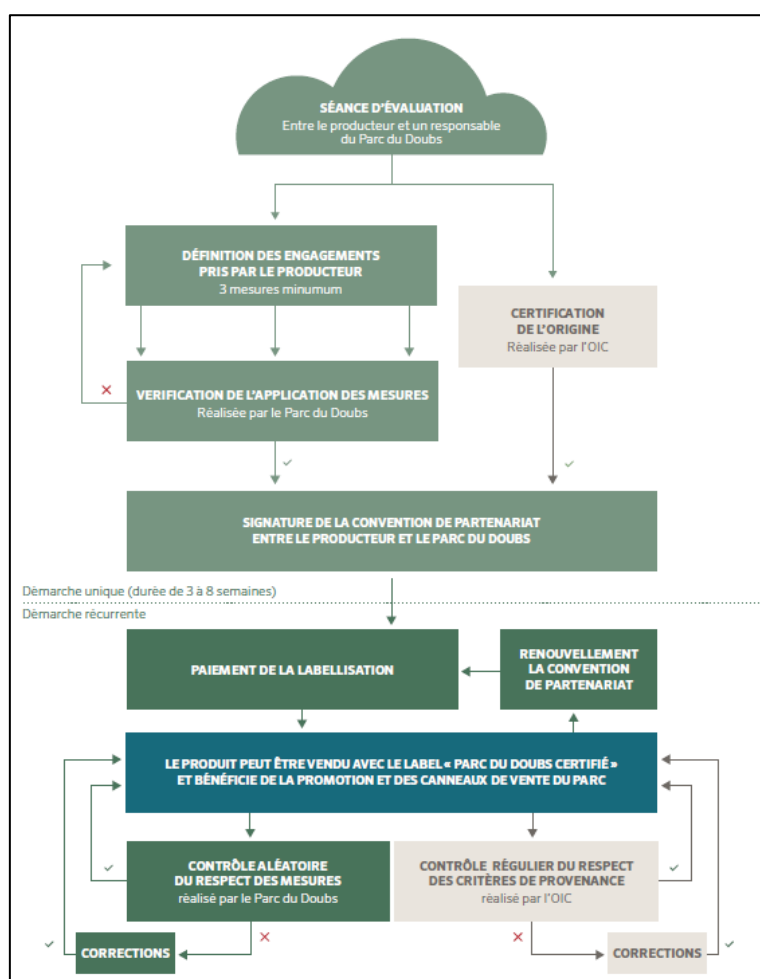 SÉANCE D'ÉVALUATION
Entre le producteur et un responsable
du Parc du Doubs
DÉFINITION DES ENGAGEMENTS
PRIS PAR LE PRODUCTEUR
3 mesures minumum
CERTIFICATION
DE L'ORIGINE
Réalisée par l'OIC
VERIFICATION DE L'APPLICATION DES MESURES
Réalisée par le Parc du Doubs
SIGNATURE DE LA CONVENTION DE PARTENARIAT
ENTRE LE PRODUCTEUR ET LE PARC DU DOUBS
Démarche unique (durée de 3 à 8 semaines)
Démarche récurrente
PAIEMENT DE LA LABELLISATION
RENOUVELLEMENT
LA CONVENTION
DE PARTENARIAT
LE PRODUIT PEUT ÊTRE VENDU AVEC LE LABEL « PARC DU DOUBS CERTIFIÉ »
ET BÉNÉFICIE DE LA PROMOTION ET DES CANNEAUX DE VENTE DU PARC
CONTRÔLE ALÉATOIRE
DU RESPECT DES MESURES
réalisé par le Parc du Doubs
CONTRÔLE RÉGULIER DU RESPECT
DES CRITÈRES DE PROVENANCE
réalisé par l'OIC
CORRECTIONS
CORRECTIONS